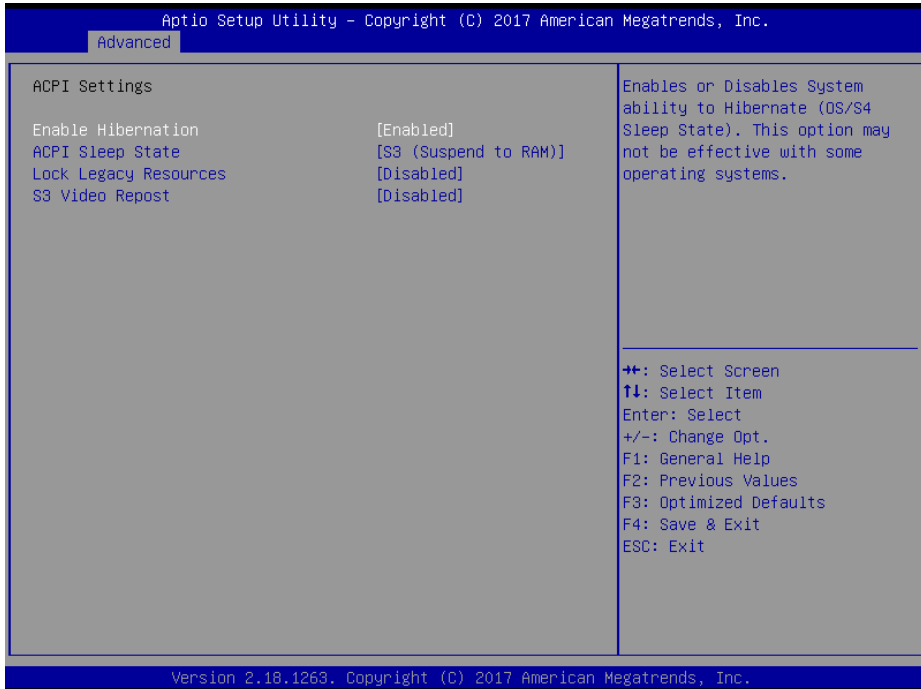 Aptio Setup Utility – Copyright (C) 2017 American Megatrends, Inc.
Advanced
ACPI Settings
Enable Hibernation [Enabled]
ACPI Sleep State [S3 (Suspend to RAM)]
Lock Legacy Resources [Disabled]
S3 Video Repost [Disabled]
Enables or Disables System
ability to Hibernate (OS/S4
Sleep State). This option may
not be effective with some
operating systems.
→←: Select Screen
↑↓: Select Item
Enter: Select
+/-: Change Opt.
F1: General Help
F2: Previous Values
F3: Optimized Defaults
F4: Save & Exit
ESC: Exit
Version 2.18.1263. Copyright (C) 2017 American Megatrends, Inc.